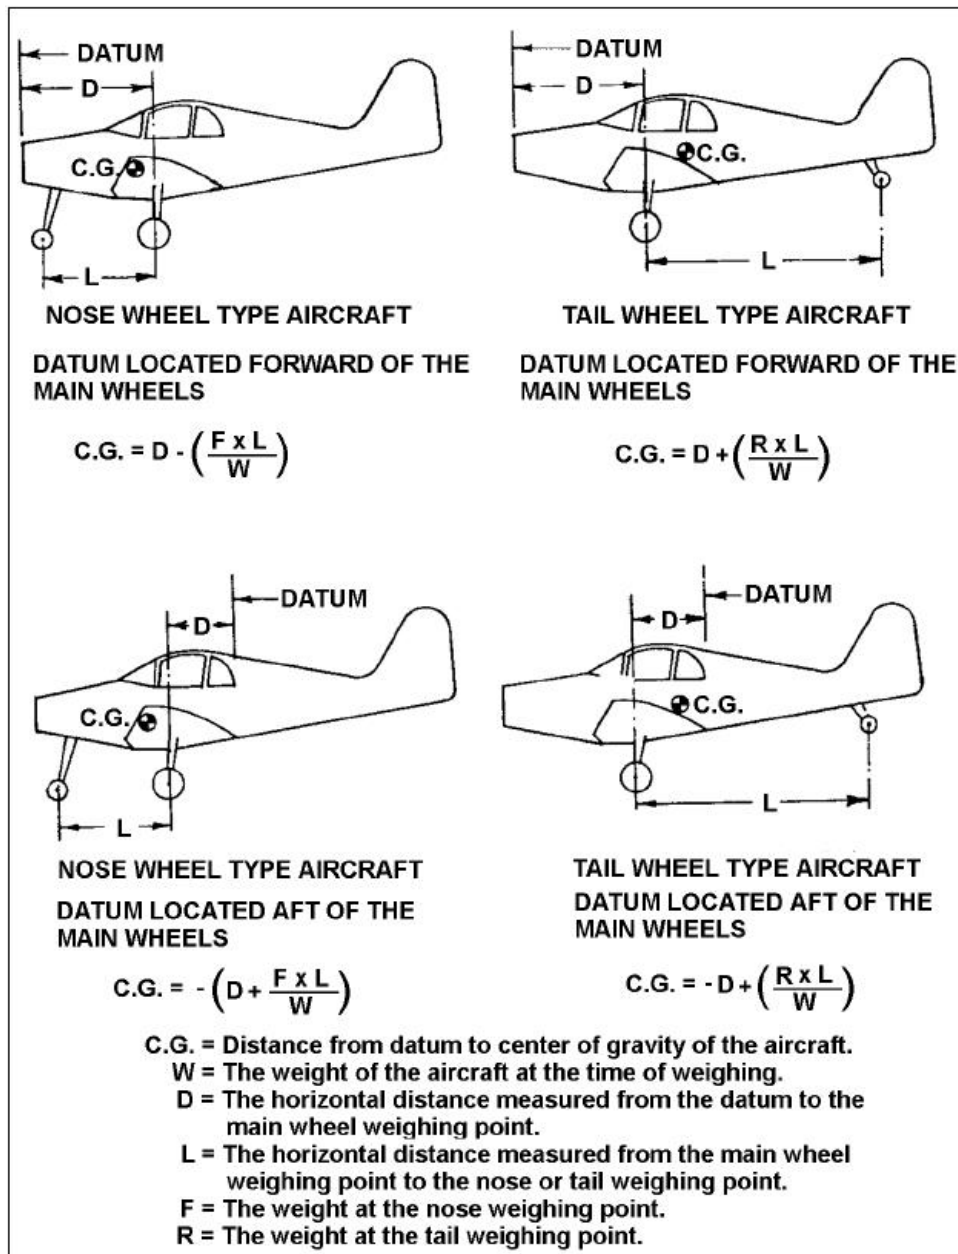 DATUM
D
C.G.
L
NOSE WHEEL TYPE AIRCRAFT
DATUM LOCATED FORWARD OF THE
MAIN WHEELS
C.G. = D - (F x L / W)
DATUM
D
C.G.
L
TAIL WHEEL TYPE AIRCRAFT
DATUM LOCATED FORWARD OF THE
MAIN WHEELS
C.G. = D + (R x L / W)
DATUM
D
C.G.
L
NOSE WHEEL TYPE AIRCRAFT
DATUM LOCATED AFT OF THE
MAIN WHEELS
C.G. = - (D + F x L / W)
DATUM
D
C.G.
L
TAIL WHEEL TYPE AIRCRAFT
DATUM LOCATED AFT OF THE
MAIN WHEELS
C.G. = - D + (R x L / W)
C.G. = Distance from datum to center of gravity of the aircraft.
W = The weight of the aircraft at the time of weighing.
D = The horizontal distance measured from the datum to the
main wheel weighing point.
L = The horizontal distance measured from the main wheel
weighing point to the nose or tail weighing point.
F = The weight at the nose weighing point.
R = The weight at the tail weighing point.